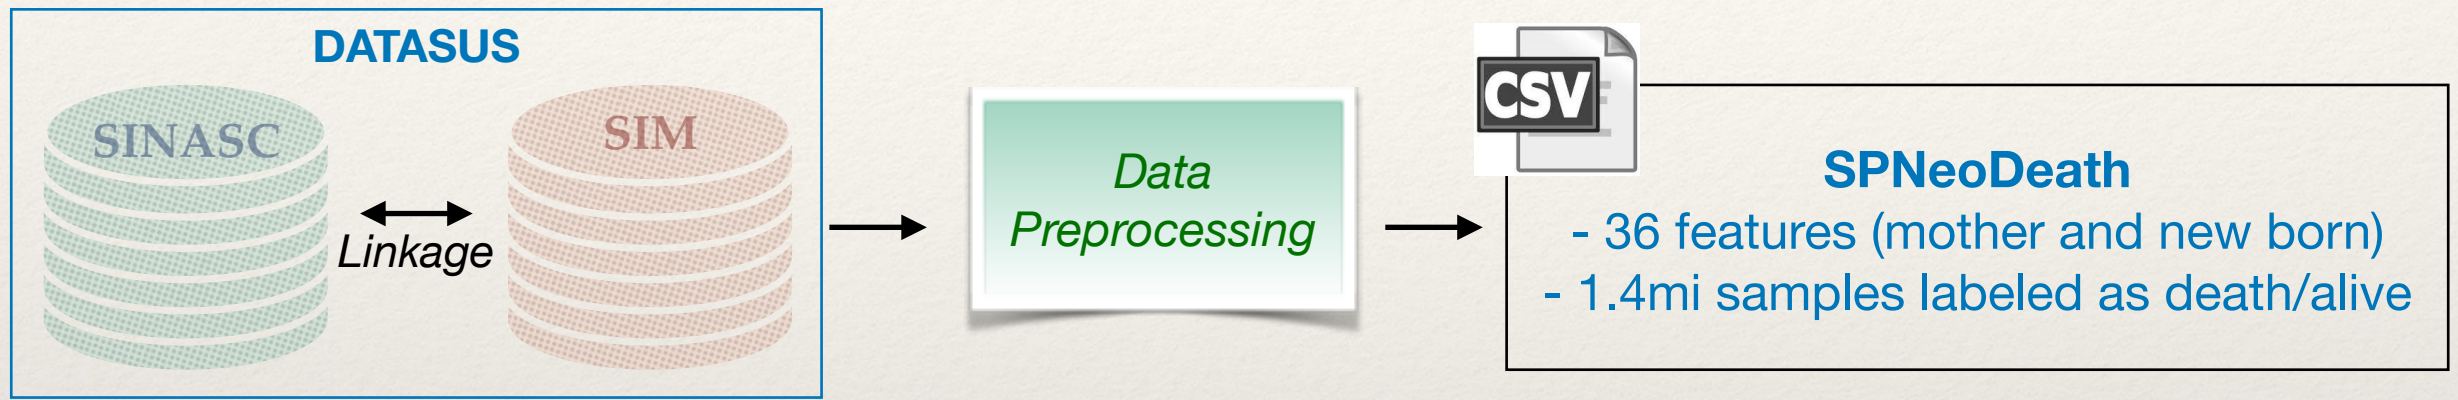 DATASUS
SINASC
SIM
Linkage
Data
Preprocessing
CSV
SPNeoDeath
- 36 features (mother and new born)
- 1.4mi samples labeled as death/alive